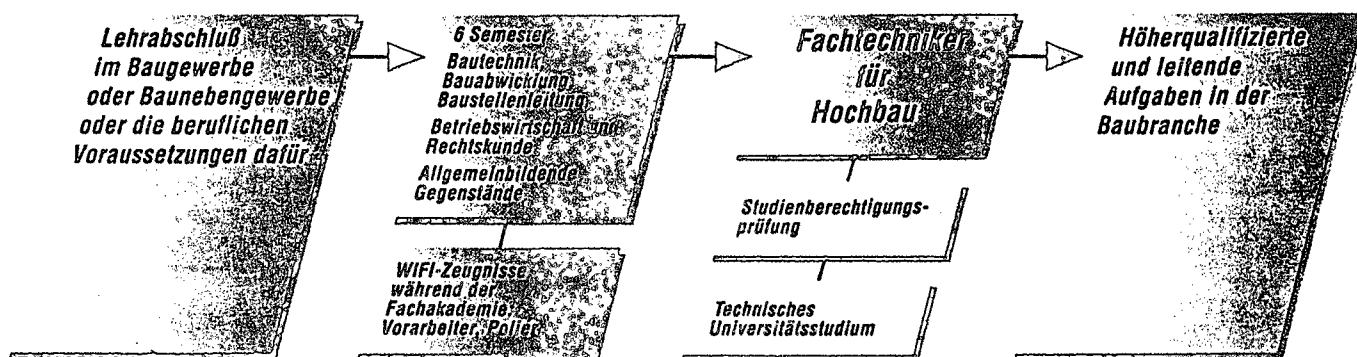 Lehrabschluß
im Baugewerbe
oder Baunebengewerbe
oder die beruflichen
Voraussetzungen dafür
6 Semester
Bautechnik
Bauabwicklung
Baustellenleitung
Betriebswirtschaft und
Rechtskunde
Allgemeinbildende
Gegenstände
WIFI-Zeugnisse
während der
Fachakademie,
Vorarbeiter, Polier
Fachtechniker
für
Hochbau
Studienberechtigungs-
prüfung
Technisches
Universitätsstudium
Höherqualifizierte
und leitende
Aufgaben in der
Baubranche